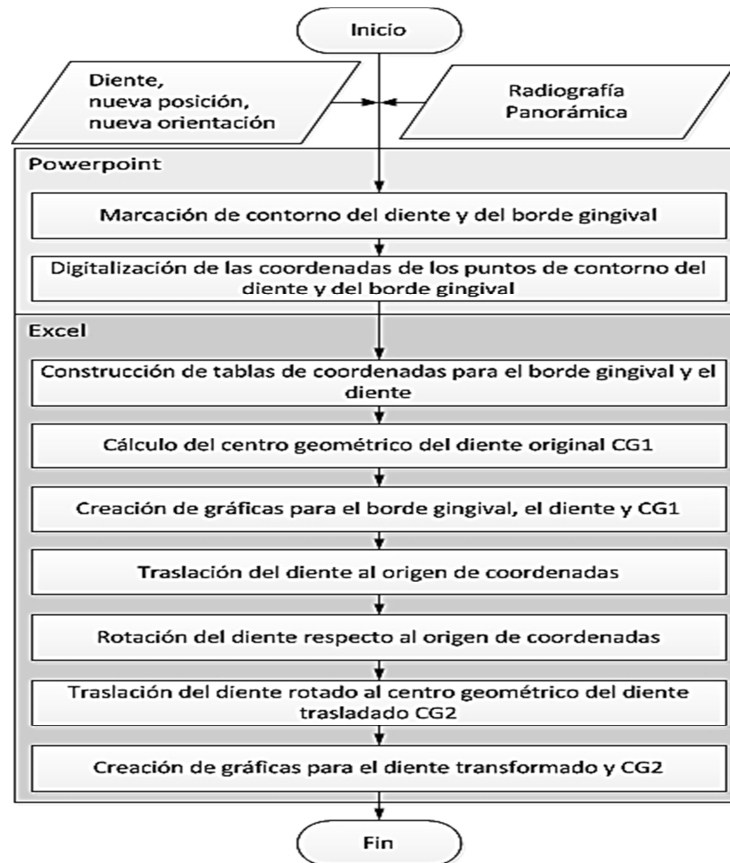 Inicio
Diente,
nueva posición,
nueva orientación
Radiografía
Panorámica
Powerpoint
Marcación de contorno del diente y del borde gingival
Digitalización de las coordenadas de los puntos de contorno del
diente y del borde gingival
Excel
Construcción de tablas de coordenadas para el borde gingival y el
diente
Cálculo del centro geométrico del diente original CG1
Creación de gráficas para el borde gingival, el diente y CG1
Traslación del diente al origen de coordenadas
Rotación del diente respecto al origen de coordenadas
Traslación del diente rotado al centro geométrico del diente
trasladado CG2
Creación de gráficas para el diente transformado y CG2
Fin